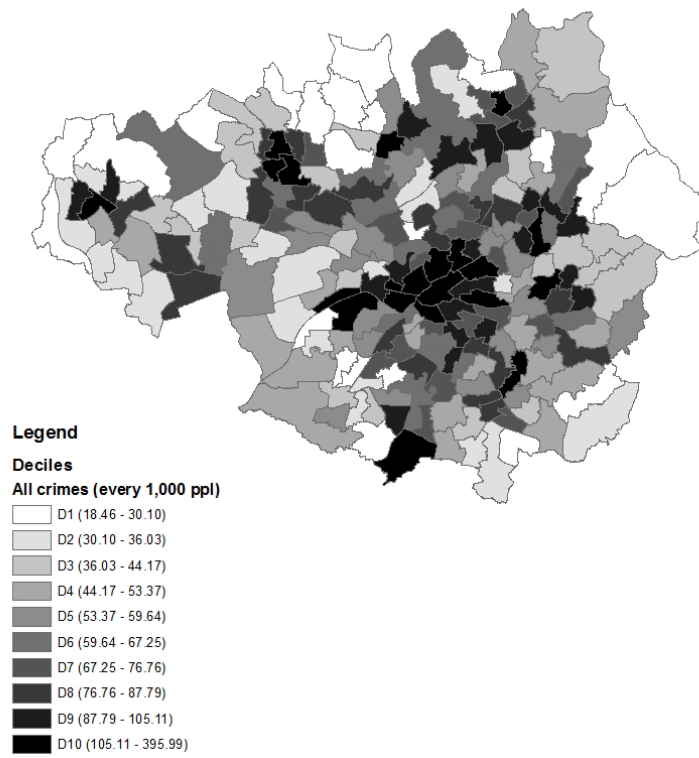 Legend
Deciles
All crimes (every 1,000 ppl)
D1 (18.46 - 30.10)
D2 (30.10 - 36.03)
D3 (36.03 - 44.17)
D4 (44.17 - 53.37)
D5 (53.37 - 59.64)
D6 (59.64 - 67.25)
D7 (67.25 - 76.76)
D8 (76.76 - 87.79)
D9 (87.79 - 105.11)
D10 (105.11 - 395.99)